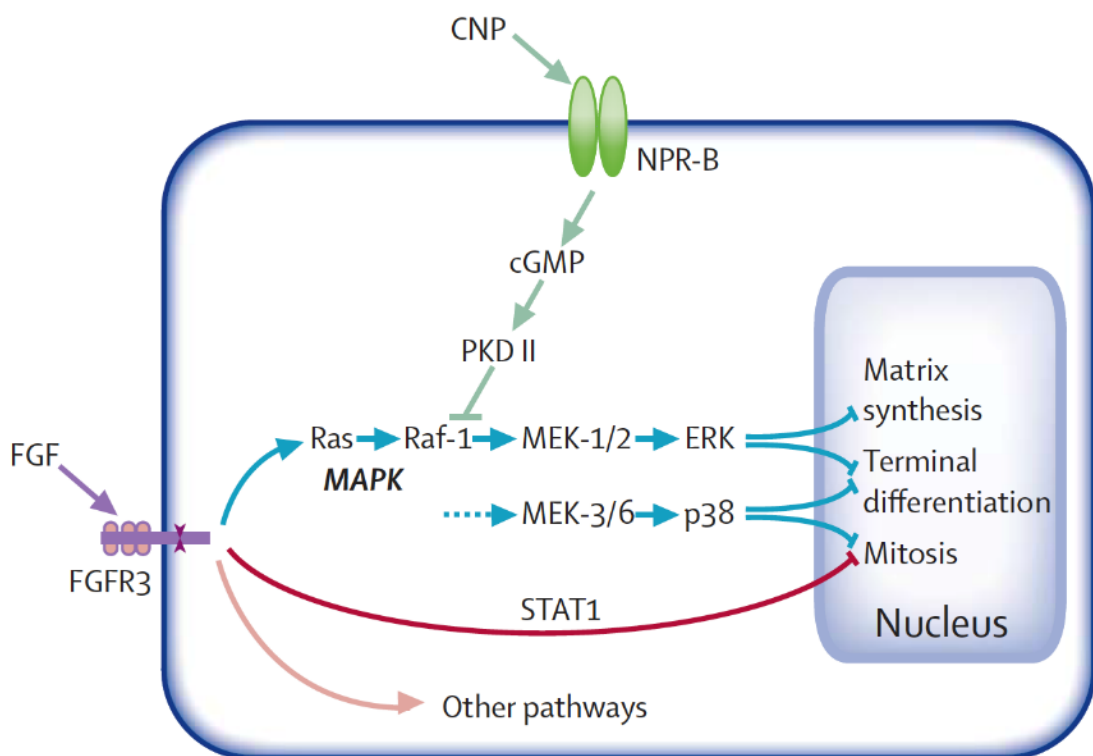 CNP
NPR-B
cGMP
PKD II
Matrix
synthesis
Ras
Raf-1
MEK-1/2
ERK
FGF
MAPK
Terminal
differentiation
MEK-3/6
p38
Mitosis
FGFR3
STAT1
Nucleus
Other pathways